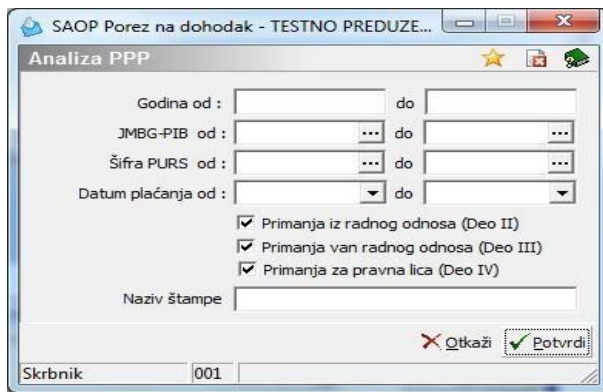 SAOP Porez na dohodak - TESTNO PREDUZE...
Analiza PPP
Godina od : do
JMBG-PIB od : ... do ...
Šifra PURS od : ... do ...
Datum plaćanja od : do
Primanja iz radnog odnosa (Deo II)
Primanja van radnog odnosa (Deo III)
Primanja za pravna lica (Deo IV)
Naziv štampe
Otkaži Potvrdi
Skrbnik 001